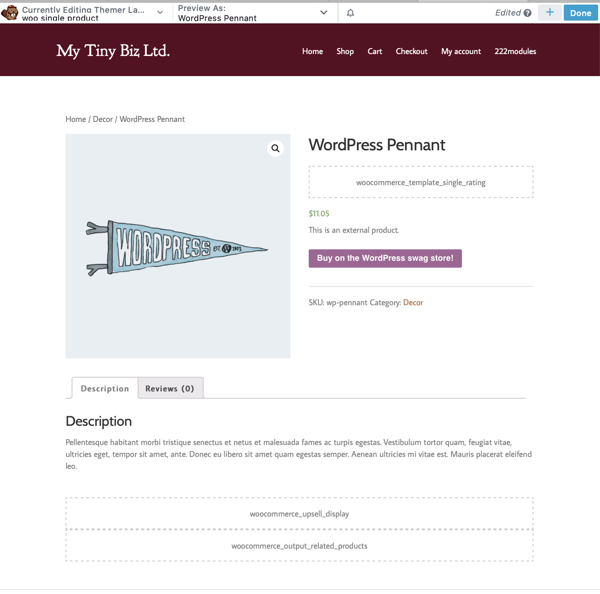 Currently Editing Themer La...
woo single product
Preview As:
WordPress Pennant
Edited
Done
My Tiny Biz Ltd.
Home Shop Cart Checkout My account 222modules
Home / Decor / WordPress Pennant
WordPress Pennant
woocommerce_template_single_rating
$11.05
This is an external product.
Buy on the WordPress swag store!
SKU: wp-pennant Category: Decor
WORDPRESS EST. 2003
Description Reviews (0)
Description
Pellentesque habitant morbi tristique senectus et netus et malesuada fames ac turpis egestas. Vestibulum tortor quam, feugiat vitae,
ultricies eget, tempor sit amet, ante. Donec eu libero sit amet quam egestas semper. Aenean ultricies mi vitae est. Mauris placerat eleifend
leo.
woocommerce_upsell_display
woocommerce_output_related_products